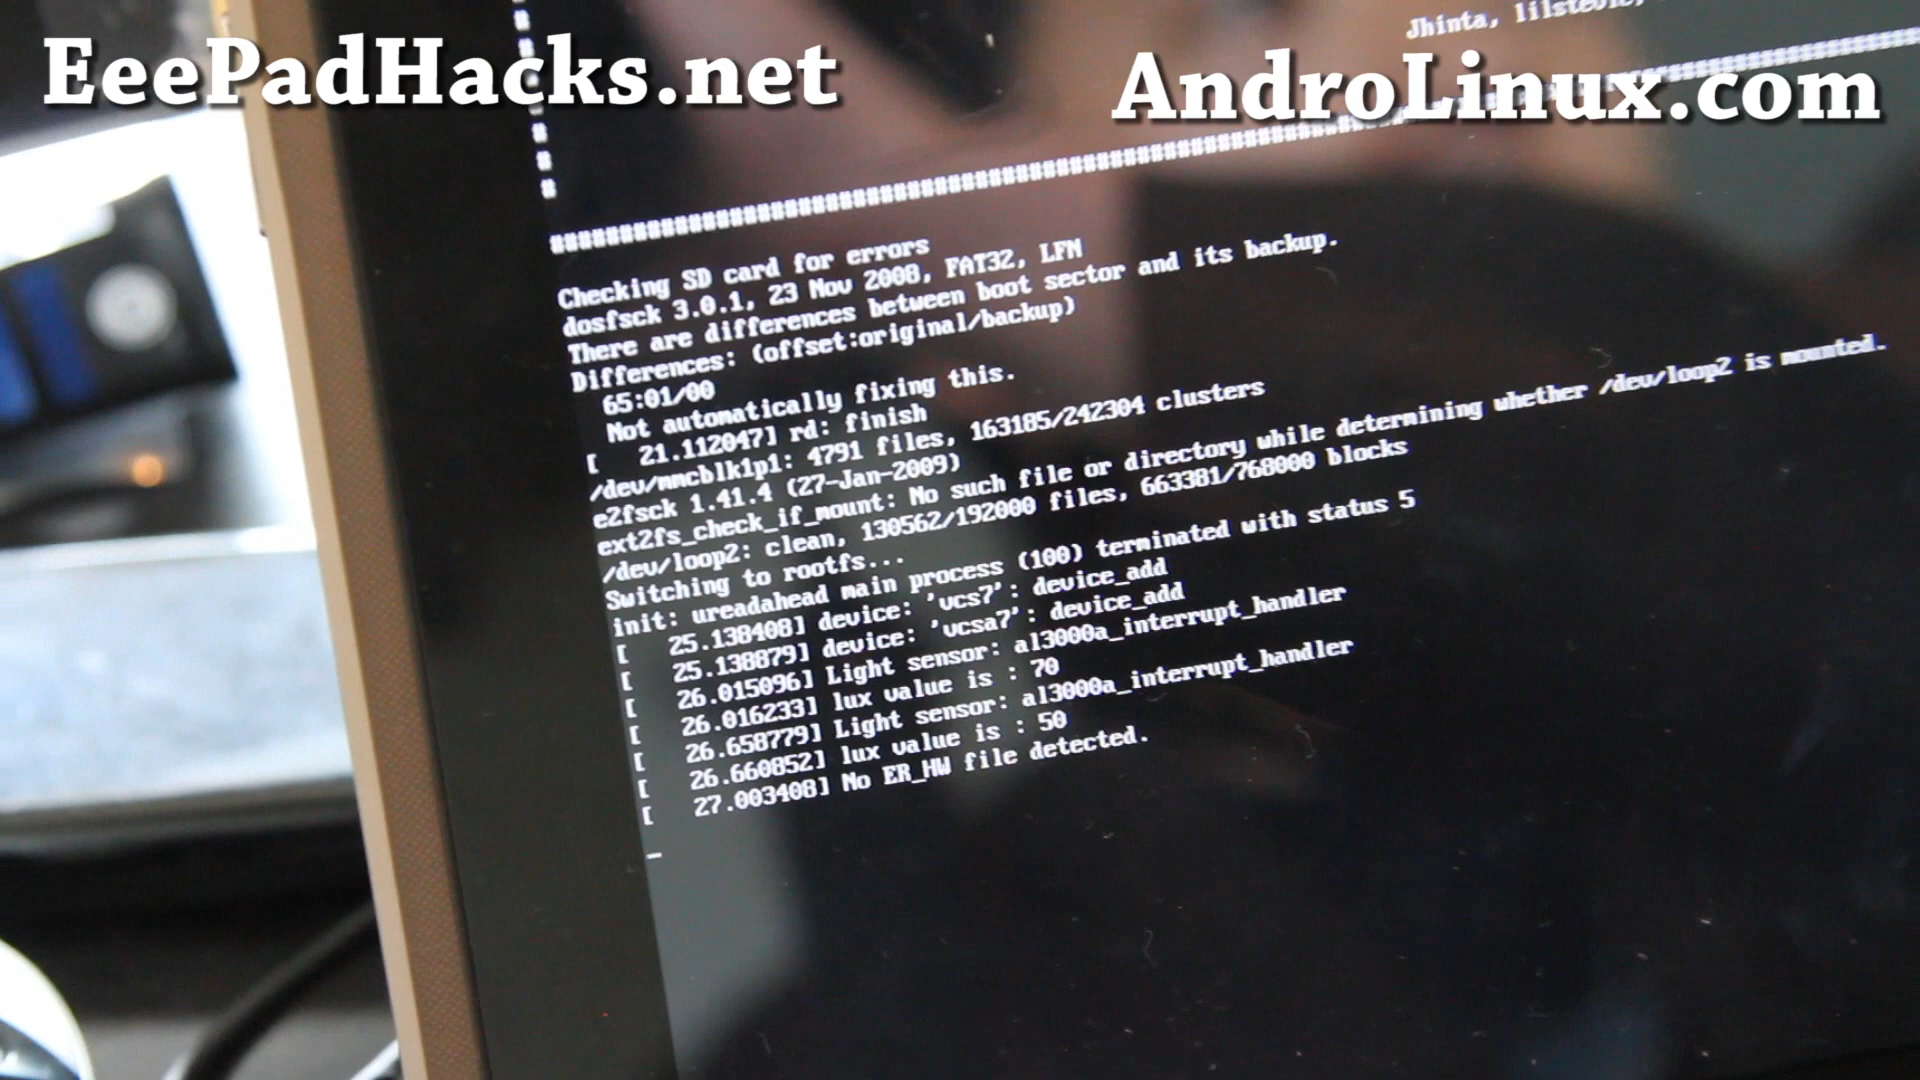 EeePadHacks.net
AndroLinux.com
Jhinta, lilstevie,
Checking SD card for errors
dosfsck 3.0.1, 23 Nov 2008, FAT32, LFN
There are differences between boot sector and its backup.
Differences: (offset:original/backup)
65:01/00
Not automatically fixing this.
[ 21.112047] rd: finish
/dev/mmcblk1p1: 4791 files, 163185/242304 clusters
e2fsck 1.41.4 (27-Jan-2009)
ext2fs_check_if_mount: No such file or directory while determining whether /dev/loop2 is mounted.
/dev/loop2: clean, 130562/192000 files, 663381/768000 blocks
Switching to rootfs...
init: ureadahead main process (100) terminated with status 5
[ 25.138408] device: 'vcs7': device_add
[ 25.138879] device: 'vcsa7': device_add
[ 26.015096] Light sensor: al3000a_interrupt_handler
[ 26.016233] lux value is : 70
[ 26.658779] Light sensor: al3000a_interrupt_handler
[ 26.660852] lux value is : 50
[ 27.003408] No ER_HW file detected.